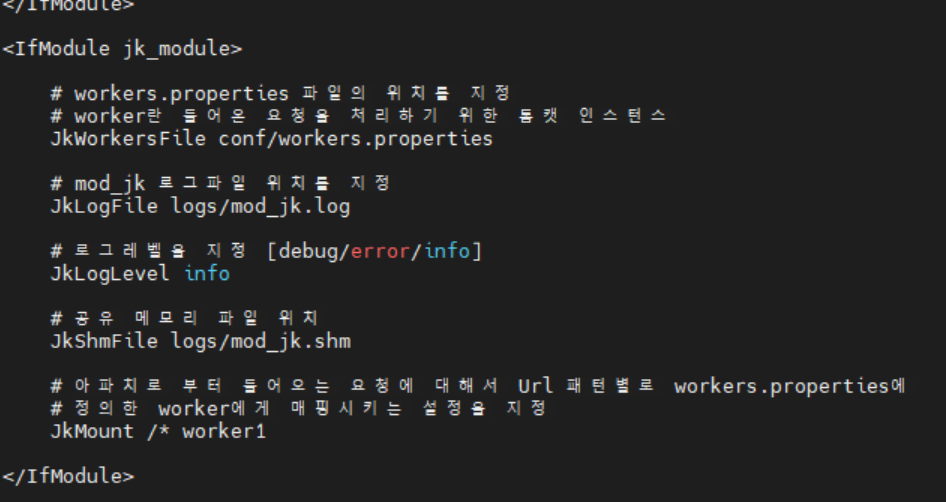 </IfModule>
<IfModule jk_module>
# workers.properties 파일의 위치를 지정
# worker란 들어온 요청을 처리하기 위한 톰캣 인스턴스
JkWorkersFile conf/workers.properties
# mod_jk 로그파일 위치를 지정
JkLogFile logs/mod_jk.log
# 로그레벨을 지정 [debug/error/info]
JkLogLevel info
# 공유 메모리 파일 위치
JkShmFile logs/mod_jk.shm
# 아파치로 부터 들어오는 요청에 대해서 Url 패턴별로 workers.properties에
# 정의한 worker에게 매핑시키는 설정을 지정
JkMount /* worker1
</IfModule>